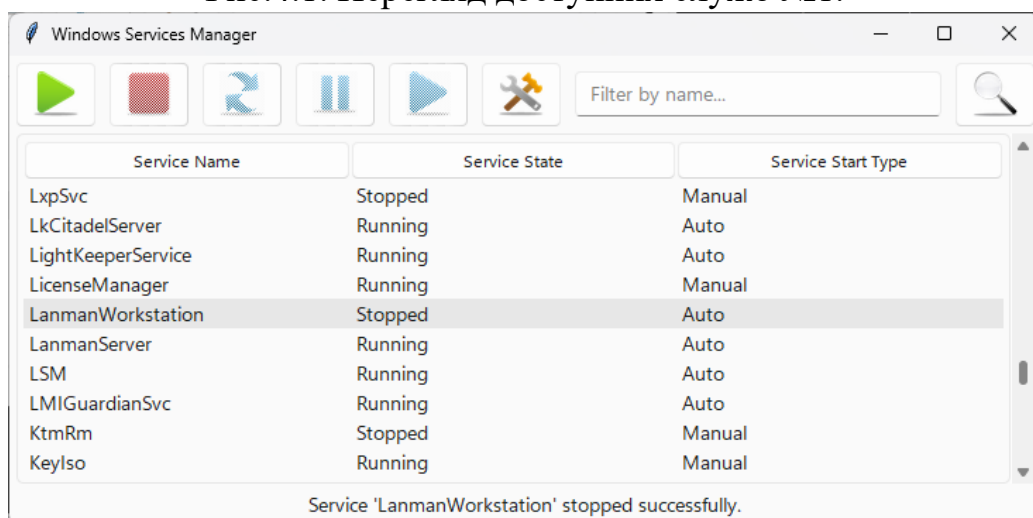 Windows Services Manager
Filter by name...
Service Name Service State Service Start Type
LxpSvc Stopped Manual
LkCitadelServer Running Auto
LightKeeperService Running Auto
LicenseManager Running Manual
LanmanWorkstation Stopped Auto
LanmanServer Running Auto
LSM Running Auto
LMIGuardianSvc Running Auto
KtmRm Stopped Manual
KeyIso Running Manual
Service 'LanmanWorkstation' stopped successfully.